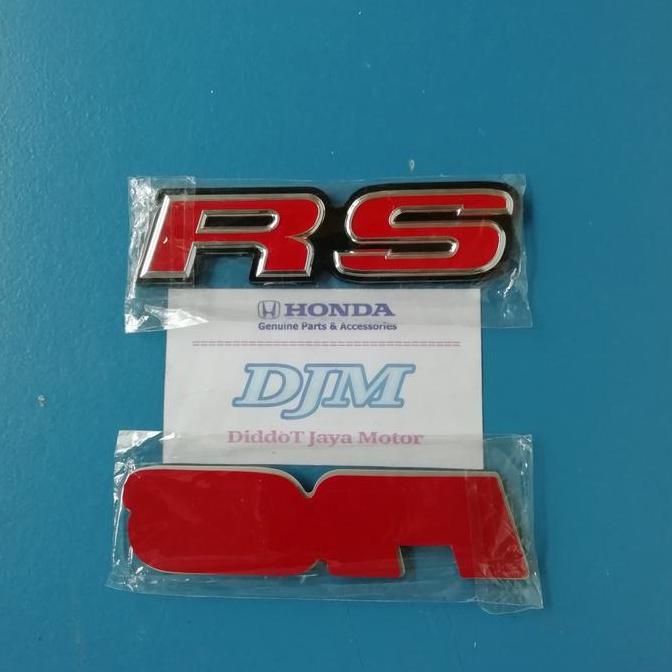 RS
HONDA
Genuine Parts & Accessories
DJM
DiddoT Jaya Motor